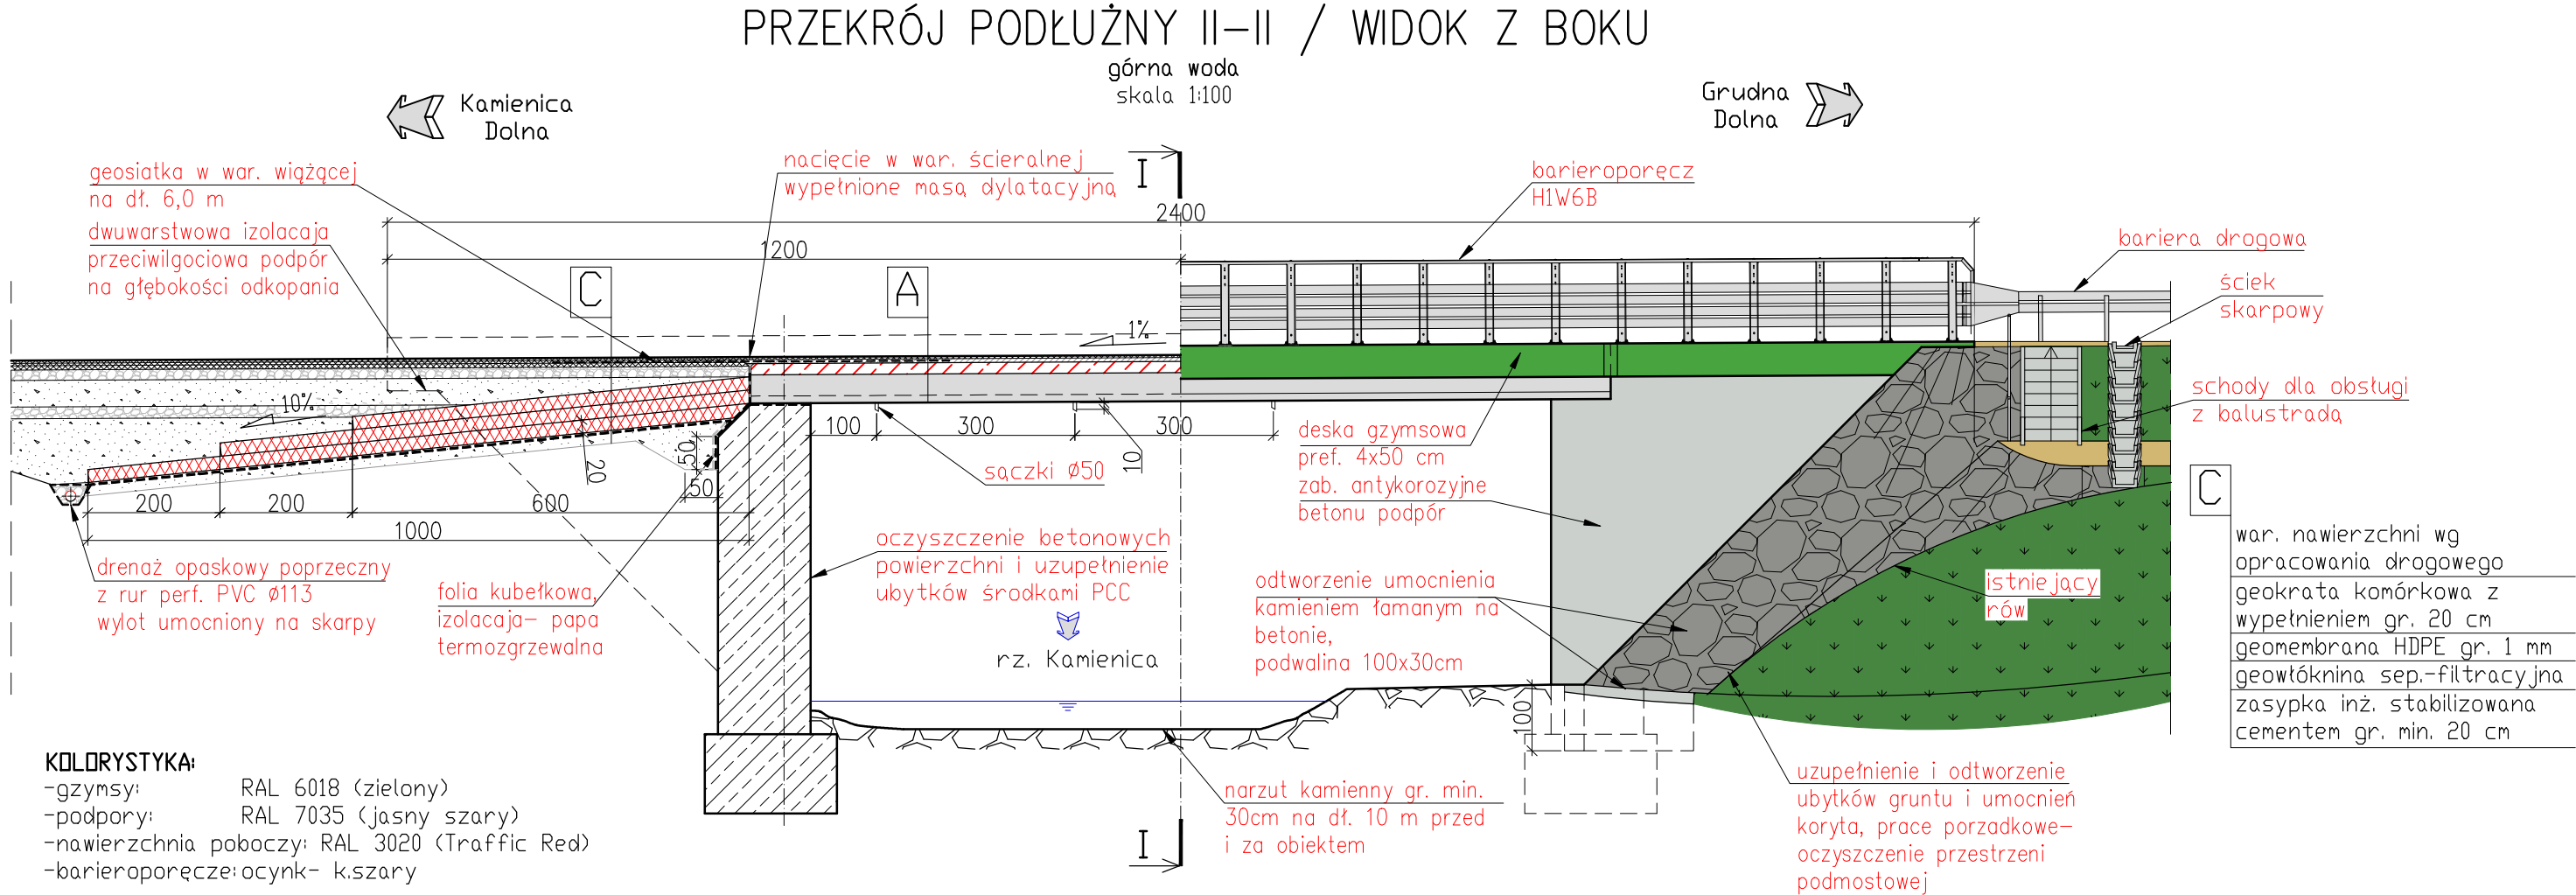 PRZEKRÓJ PODŁUŻNY II-II / WIDOK Z BOKU
górna woda
skala 1:100
Kamienica
Dolna
Grudna
Dolna
geosiatka w war. wiążącej
na dł. 6,0 m
dwuwarstwowa izolacaja
przeciwilgociowa podpór
na głębokości odkopania
nacięcie w war. ścieralnej
wypełnione masą dylatacyjną
I
barieroporęcz
H1W6B
2400
1200
bariera drogowa
ściek
skarpowy
C
A
1%
10%
schody dla obsługi
z balustradą
100
300
300
10
50
50
20
sączki Ø50
deska gzymsowa
pref. 4x50 cm
zab. antykorozyjne
betonu podpór
200
200
600
1000
drenaż opaskowy poprzeczny
z rur perf. PVC Ø113
wylot umocniony na skarpy
folia kubełkowa,
izolacaja- papa
termozgrzewalna
oczyszczenie betonowych
powierzchni i uzupełnienie
ubytków środkami PCC
rz. Kamienica
odtworzenie umocnienia
kamieniem łamanym na
betonie,
podwalina 100x30cm
istniejący
rów
C
war. nawierzchni wg
opracowania drogowego
geokrata komórkowa z
wypełnieniem gr. 20 cm
geomembrana HDPE gr. 1 mm
geowłóknina sep.-filtracyjna
zasypka inż. stabilizowana
cementem gr. min. 20 cm
100
narzut kamienny gr. min.
30cm na dł. 10 m przed
i za obiektem
I
uzupełnienie i odtworzenie
ubytków gruntu i umocnień
koryta, prace porzadkowe-
oczyszczenie przestrzeni
podmostowej
KOLORYSTYKA:
-gzymsy: RAL 6018 (zielony)
-podpory: RAL 7035 (jasny szary)
-nawierzchnia poboczy: RAL 3020 (Traffic Red)
-barieroporęcze: ocynk- k.szary